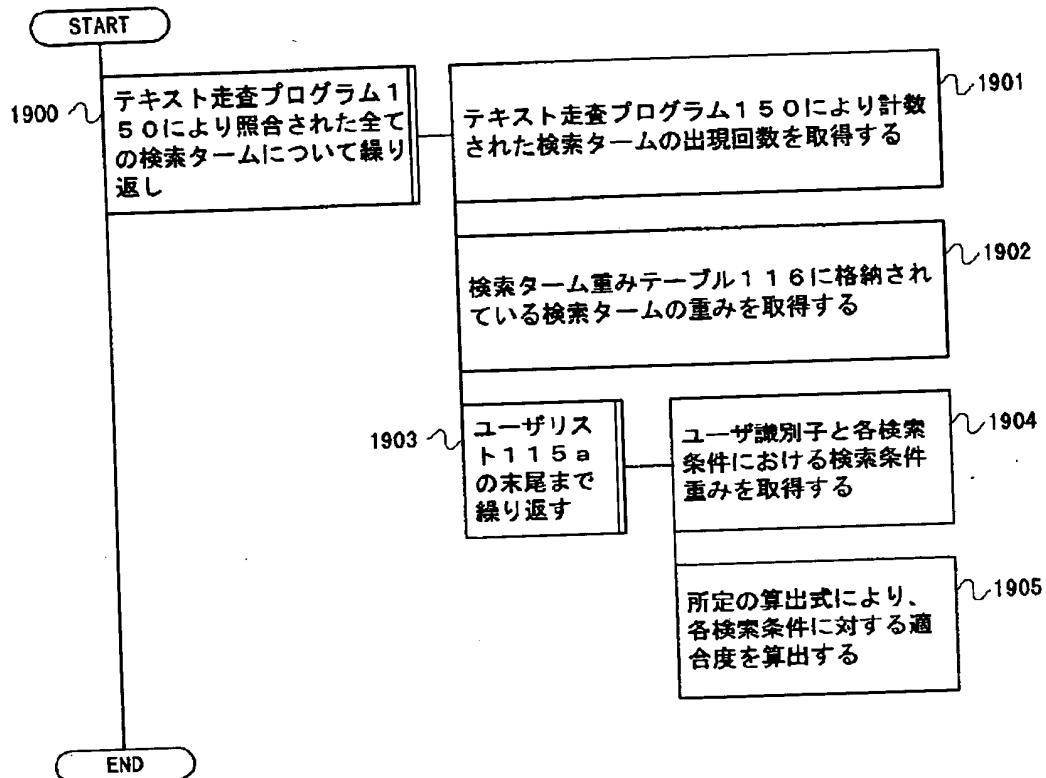 START
1900
テキスト走査プログラム1
50により照合された全て
の検索タームについて繰り
返し
1901
テキスト走査プログラム150により計数
された検索タームの出現回数を取得する
1902
検索ターム重みテーブル116に格納され
ている検索タームの重みを取得する
1903
ユーザリス
ト115a
の末尾まで
繰り返す
1904
ユーザ識別子と各検索
条件における検索条件
重みを取得する
1905
所定の算出式により、
各検索条件に対する適
合度を算出する
END